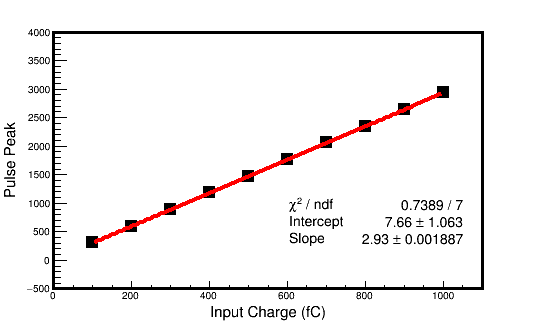 4000
3500
3000
2500
2000
1500
1000
500
0
−500
Pulse Peak
χ² / ndf 0.7389 / 7
Intercept 7.66 ± 1.063
Slope 2.93 ± 0.001887
0 200 400 600 800 1000
Input Charge (fC)